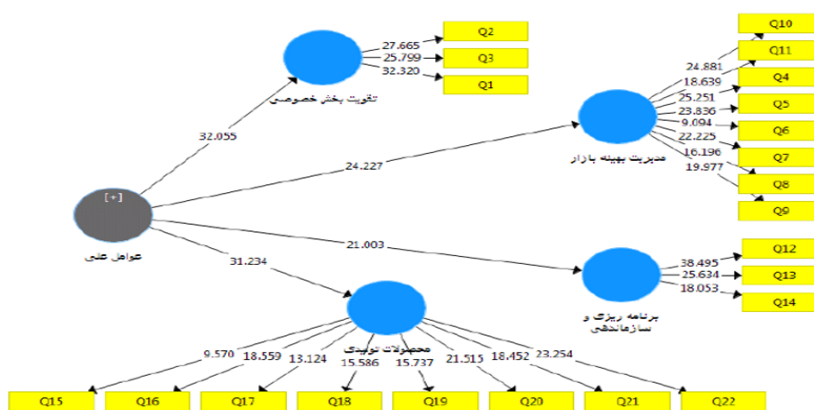 Q2
Q3
Q1
27.665
25.799
32.320
تقویت بخش خصوصی
Q10
Q11
Q4
Q5
Q6
Q7
Q8
Q9
24.881
18.639
25.251
23.836
9.094
22.225
16.196
19.977
مدیریت بهینه بازار
32.055
24.227
[+]
عوامل علی
21.003
31.234
Q12
Q13
Q14
38.495
25.634
18.053
برنامه ریزی و
سازماندهی
محصولات تولیدی
9.570
18.559
13.124
15.586
15.737
21.515
18.452
23.254
Q15
Q16
Q17
Q18
Q19
Q20
Q21
Q22